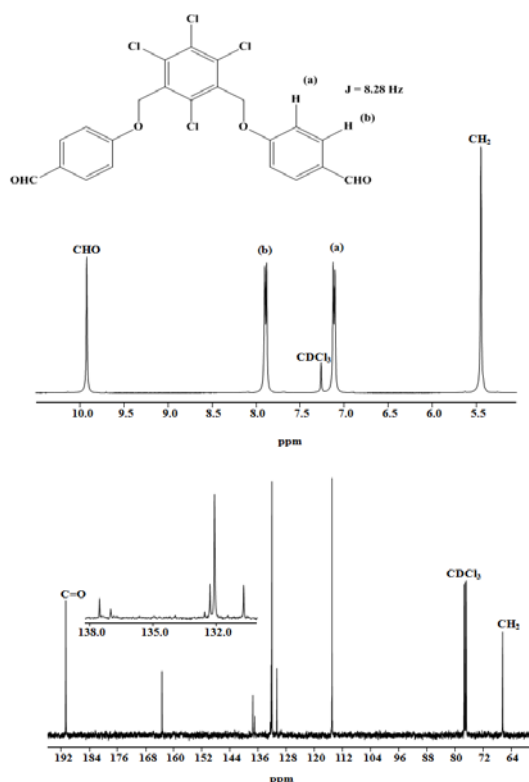 Cl
Cl
Cl
(a)
J = 8.28 Hz
H
Cl
(b)
O
O
H
OHC
CHO
CH2
CHO
(b)
(a)
CDCl3
10.0 9.5 9.0 8.5 8.0 7.5 7.0 6.5 6.0 5.5
ppm
C=O
CDCl3
138.0 135.0 132.0
CH2
192 184 176 168 160 152 144 136 128 120 112 104 96 88 80 72 64
ppm